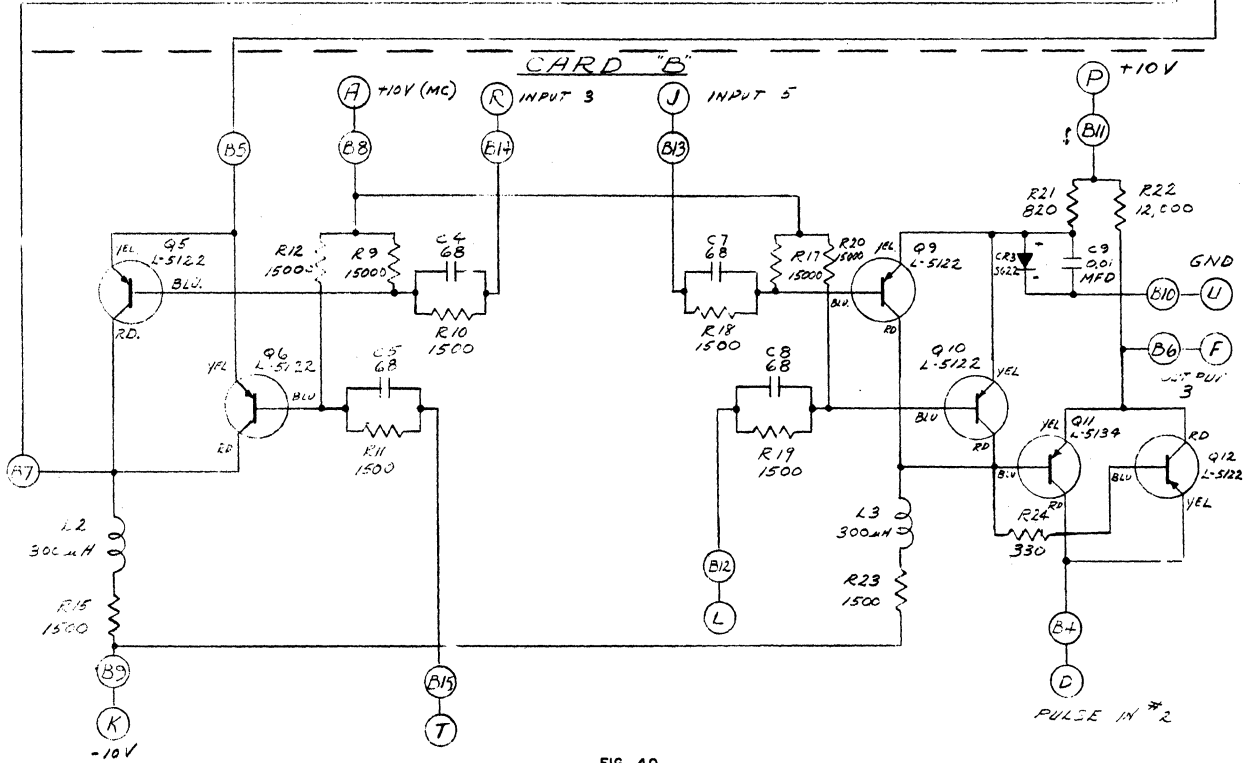 CARD "B"
A +10V (MC)
R INPUT 3
J INPUT 5
P +10V
B5
B8
B14
B13
B11
R21
820
R22
12,000
YEL
Q5
L-5122
R12
15000
R9
15000
C4
68
C7
68
R17
15000
R20
15000
YEL
Q9
L-5122
CR3
SG22
C9
0.01
MFD
GND
B10
U
BLU.
RD.
R10
1500
R18
1500
RD
B6
F
OUTPUT
3
Q6
L-5122
YEL
BLU
RD
C5
68
R11
1500
C8
68
R19
1500
Q10
L-5122
YEL
BLU
RD
YEL
Q11
L-5134
BLU
RD
RD
Q12
L-5122
BLU
YEL
B7
L2
300 µH
R15
1500
L3
300 µH
R23
1500
R24
330
B12
L
B4
D
PULSE IN #2
B9
K
-10V
B15
T
FIG. 40